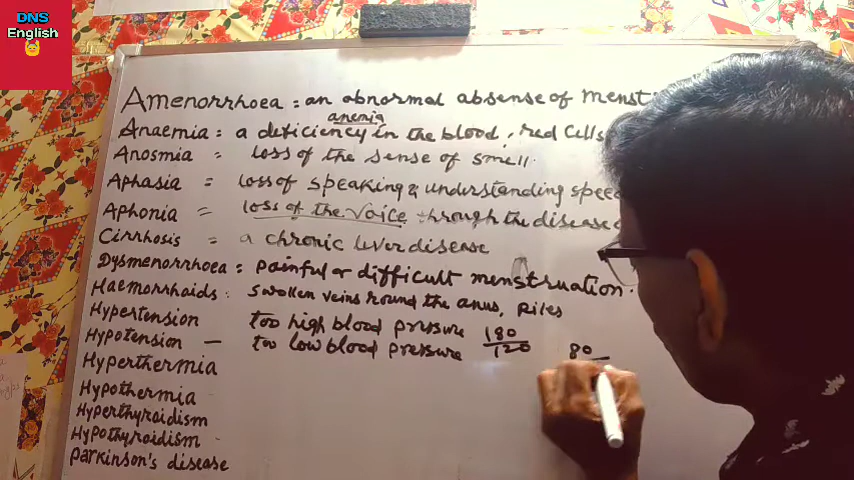 DNS
English
Amenorrhoea : an abnormal absense of menst
anemia
Anaemia : a deficiency in the blood, red cells
Anosmia = loss of the sense of smell.
Aphasia = loss of speaking & understanding speec
Aphonia = loss of the voice through the disease
Cirrhosis = a chronic liver disease
Dysmenorrhoea : painful or difficult menstruation.
Haemorrhoids : swollen veins round the anus, Piles
Hypertension too high blood pressure 180
Hypotension — too low blood pressure 120 80
Hyperthermia
Hypothermia
Hyperthyroidism
Hypothyroidism
Parkinson's disease